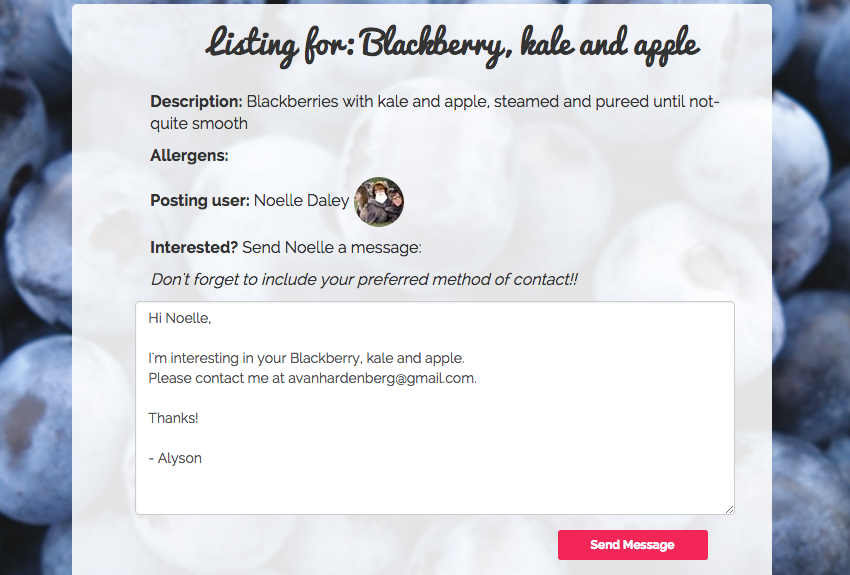 Listing for: Blackberry, kale and apple
Description: Blackberries with kale and apple, steamed and pureed until not-
quite smooth
Allergens:
Posting user: Noelle Daley
Interested? Send Noelle a message:
Don't forget to include your preferred method of contact!!
Hi Noelle,
I'm interesting in your Blackberry, kale and apple.
Please contact me at avanhardenberg@gmail.com.
Thanks!
- Alyson
Send Message